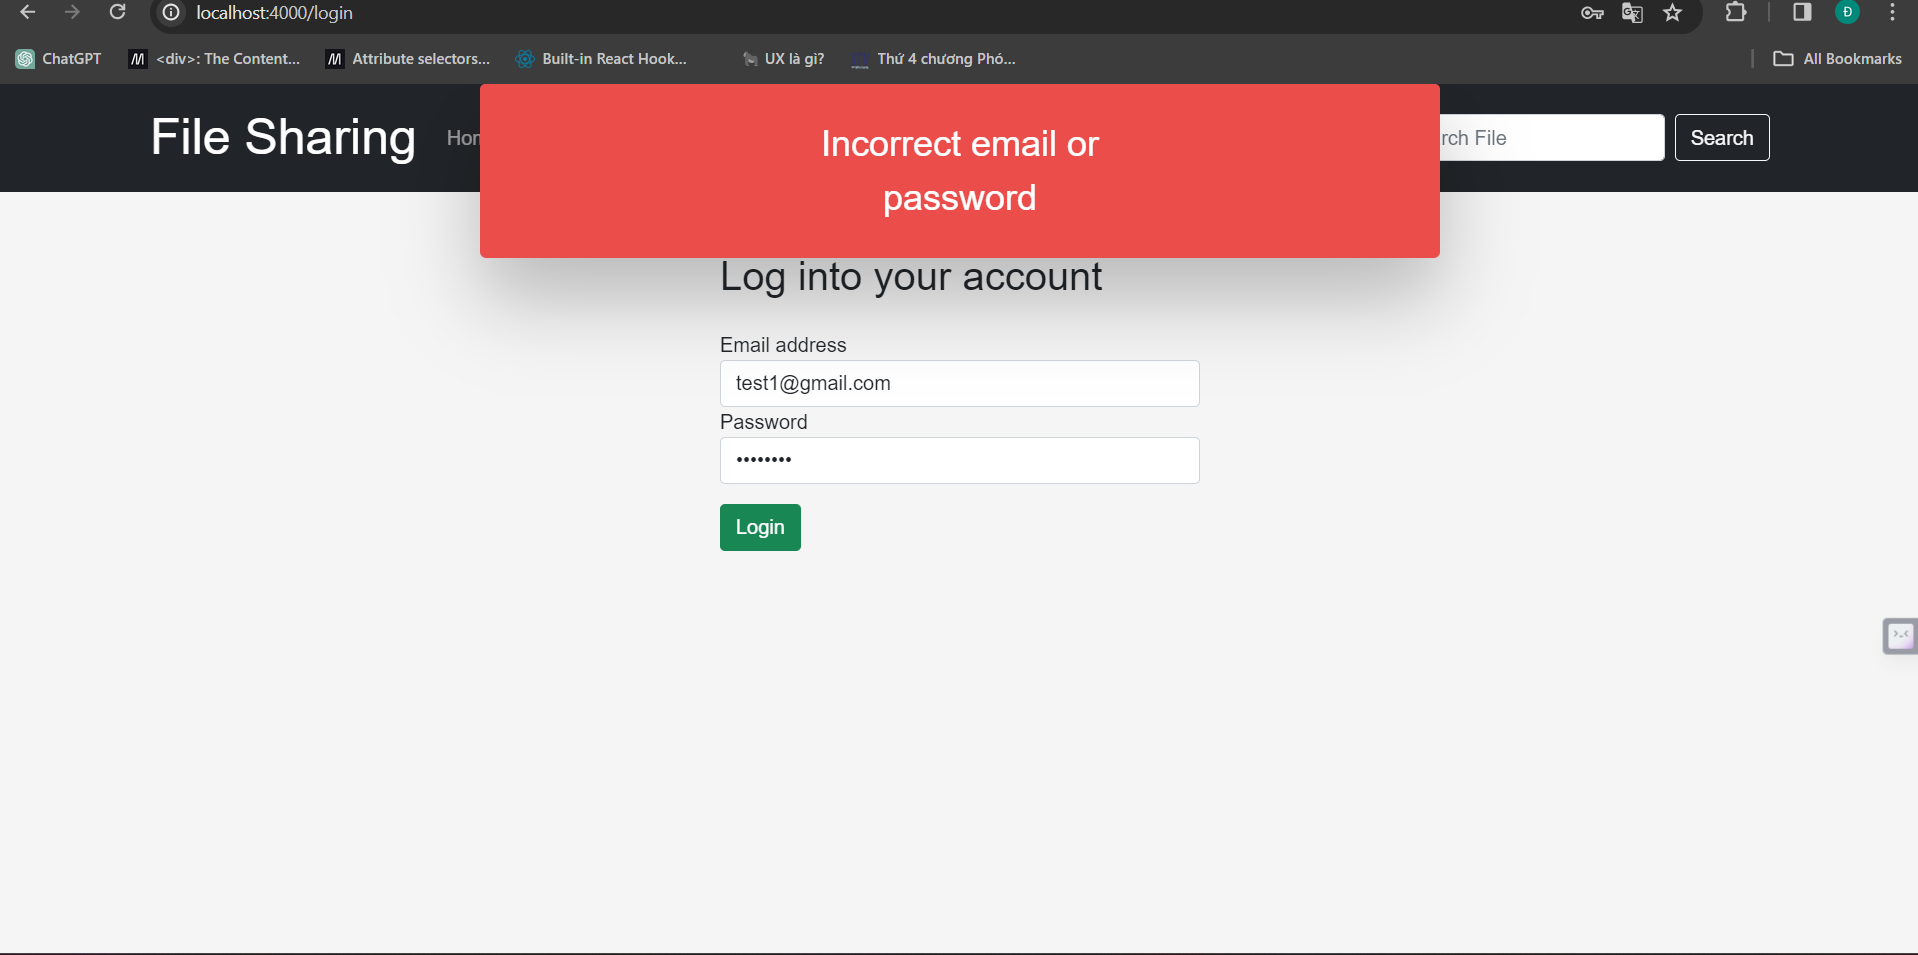 localhost:4000/login
ChatGPT <div>: The Content... Attribute selectors... Built-in React Hook... UX là gì? Thứ 4 chương Phó... All Bookmarks
File Sharing Hom Incorrect email or password rch File Search
Log into your account
Email address
test1@gmail.com
Password
Login